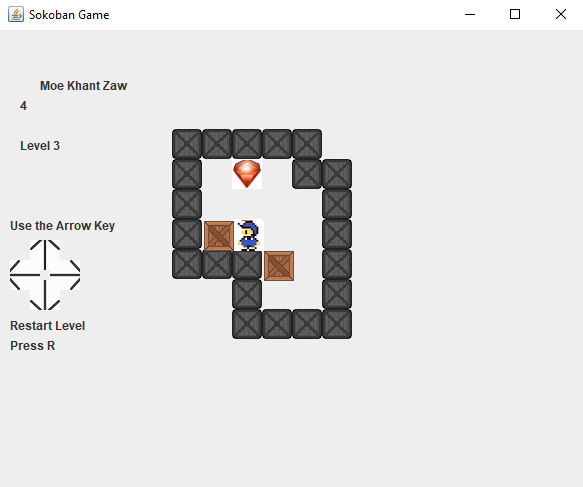 Sokoban Game
Moe Khant Zaw
4
Level 3
Use the Arrow Key
Restart Level
Press R